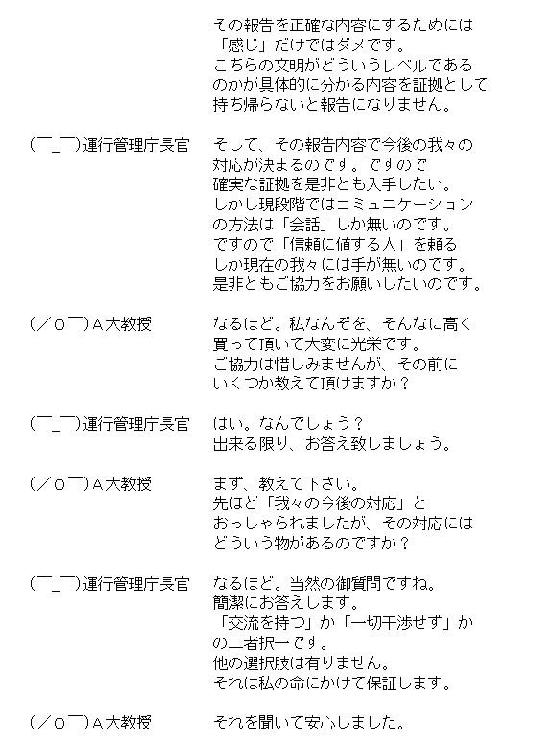 その報告を正確な内容にするためには
「感じ」だけではダメです。
こちらの文明がどういうレベルである
のかが具体的に分かる内容を証拠として
持ち帰らないと報告になりません。
(￣_￣)運行管理庁長官 そして、その報告内容で今後の我々の
対応が決まるのです。ですので
確実な証拠を是非とも入手したい。
しかし現段階ではコミュニケーション
の方法は「会話」しか無いのです。
ですので「信頼に値する人」を頼る
しか現在の我々には手が無いのです。
是非ともご協力をお願いしたいのです。
(／０￣)Ａ大教授 なるほど。私なんぞを、そんなに高く
買って頂いて大変に光栄です。
ご協力は惜しみませんが、その前に
いくつか教えて頂けますか？
(￣_￣)運行管理庁長官 はい。なんでしょう？
出来る限り、お答え致しましょう。
(／０￣)Ａ大教授 まず、教えて下さい。
先ほど「我々の今後の対応」と
おっしゃられましたが、その対応には
どういう物があるのですか？
(￣_￣)運行管理庁長官 なるほど。当然の御質問ですね。
簡潔にお答えします。
「交流を持つ」か「一切干渉せず」か
の二者択一です。
他の選択肢は有りません。
それは私の命にかけて保証します。
(／０￣)Ａ大教授 それを聞いて安心しました。